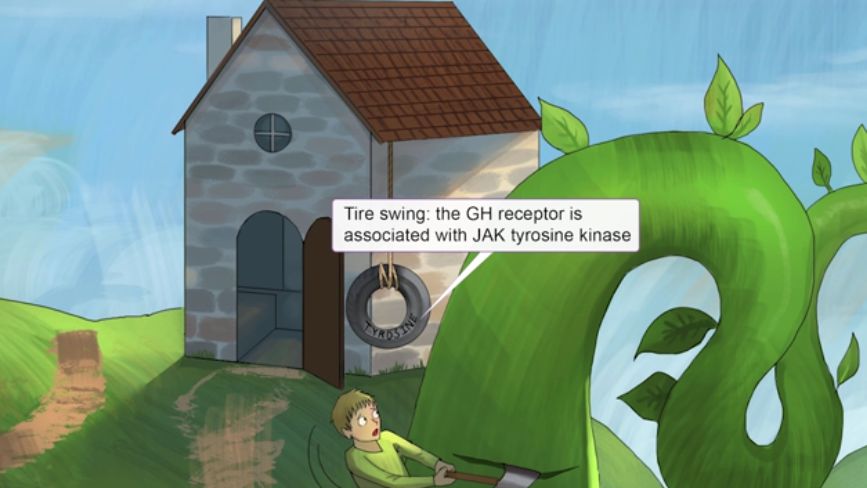 Tire swing: the GH receptor is
associated with JAK tyrosine kinase
TYROSINE